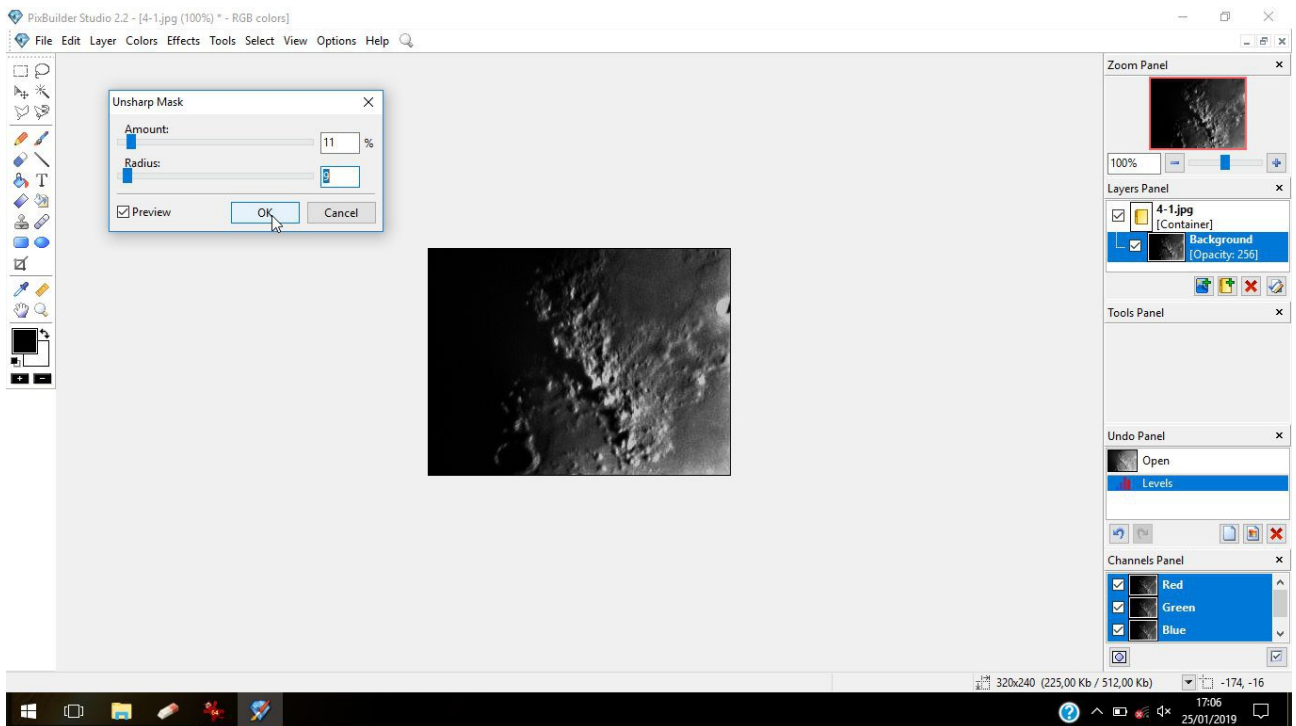 PixBuilder Studio 2.2 - [4-1.jpg (100%) * - RGB colors]
File Edit Layer Colors Effects Tools Select View Options Help
Zoom Panel
100%
Unsharp Mask
Amount:
11 %
Radius:
9
Preview
OK
Cancel
Layers Panel
4-1.jpg
[Container]
Background
[Opacity: 256]
Tools Panel
Undo Panel
Open
Levels
Channels Panel
Red
Green
Blue
320x240 (225,00 Kb / 512,00 Kb)
-174, -16
17:06
25/01/2019